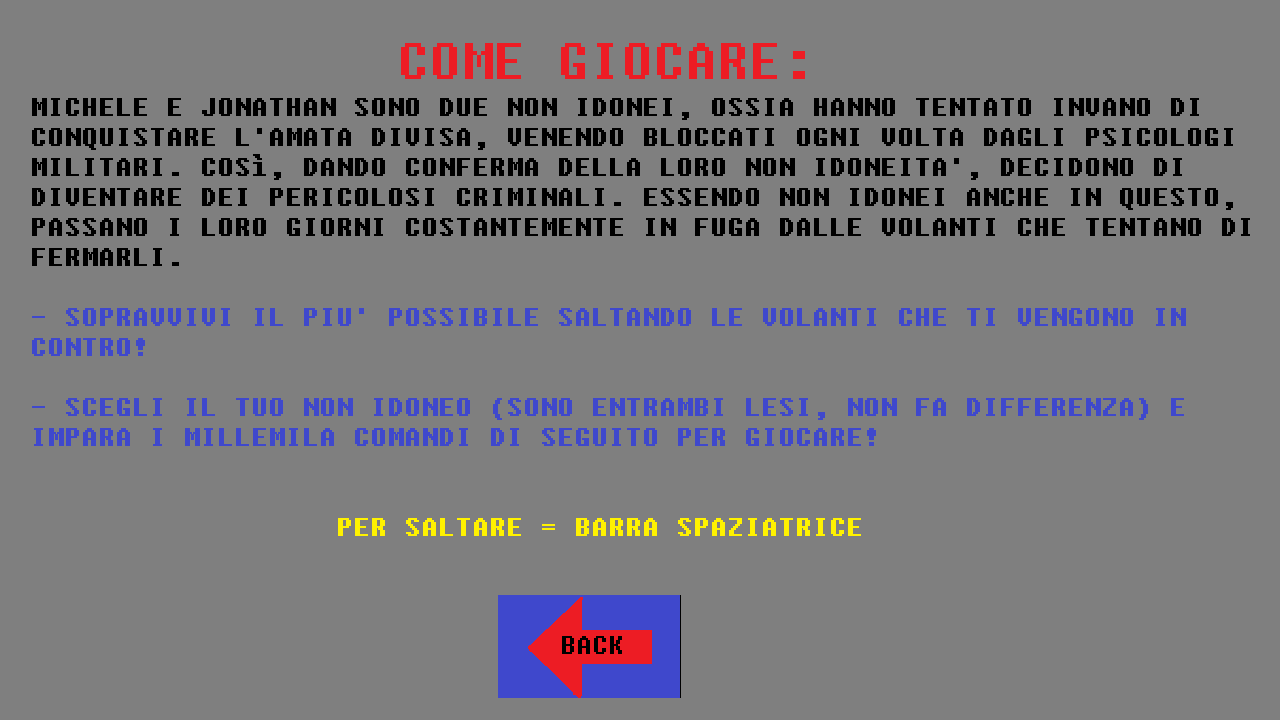 COME GIOCARE:
MICHELE E JONATHAN SONO DUE NON IDONEI, OSSIA HANNO TENTATO INVANO DI
CONQUISTARE L'AMATA DIVISA, VENENDO BLOCCATI OGNI VOLTA DAGLI PSICOLOGI
MILITARI. COSÌ, DANDO CONFERMA DELLA LORO NON IDONEITA', DECIDONO DI
DIVENTARE DEI PERICOLOSI CRIMINALI. ESSENDO NON IDONEI ANCHE IN QUESTO,
PASSANO I LORO GIORNI COSTANTEMENTE IN FUGA DALLE VOLANTI CHE TENTANO DI
FERMARLI.
- SOPRAVVIVI IL PIU' POSSIBILE SALTANDO LE VOLANTI CHE TI VENGONO IN
CONTRO!
- SCEGLI IL TUO NON IDONEO (SONO ENTRAMBI LESI, NON FA DIFFERENZA) E
IMPARA I MILLEMILA COMANDI DI SEGUITO PER GIOCARE!
PER SALTARE = BARRA SPAZIATRICE
BACK